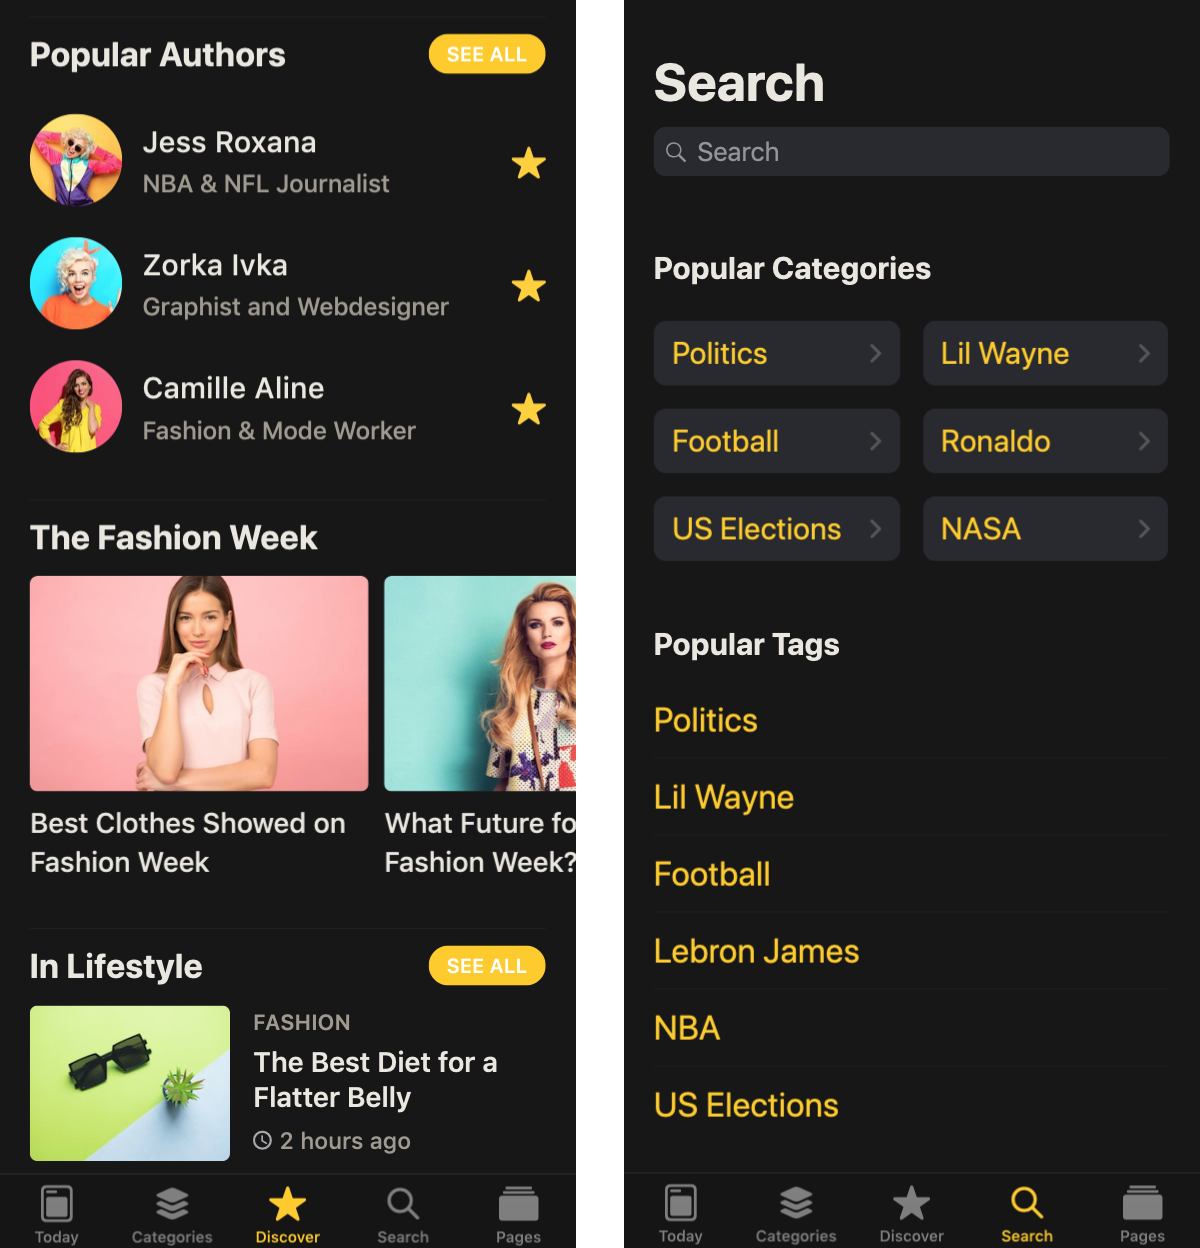 Popular Authors
SEE ALL
Jess Roxana
NBA & NFL Journalist
Zorka Ivka
Graphist and Webdesigner
Camille Aline
Fashion & Mode Worker
The Fashion Week
Best Clothes Showed on
Fashion Week
What Future fo
Fashion Week?
In Lifestyle
SEE ALL
FASHION
The Best Diet for a
Flatter Belly
2 hours ago
Today
Categories
Discover
Search
Pages
Search
Search
Popular Categories
Politics
Lil Wayne
Football
Ronaldo
US Elections
NASA
Popular Tags
Politics
Lil Wayne
Football
Lebron James
NBA
US Elections
Today
Categories
Discover
Search
Pages